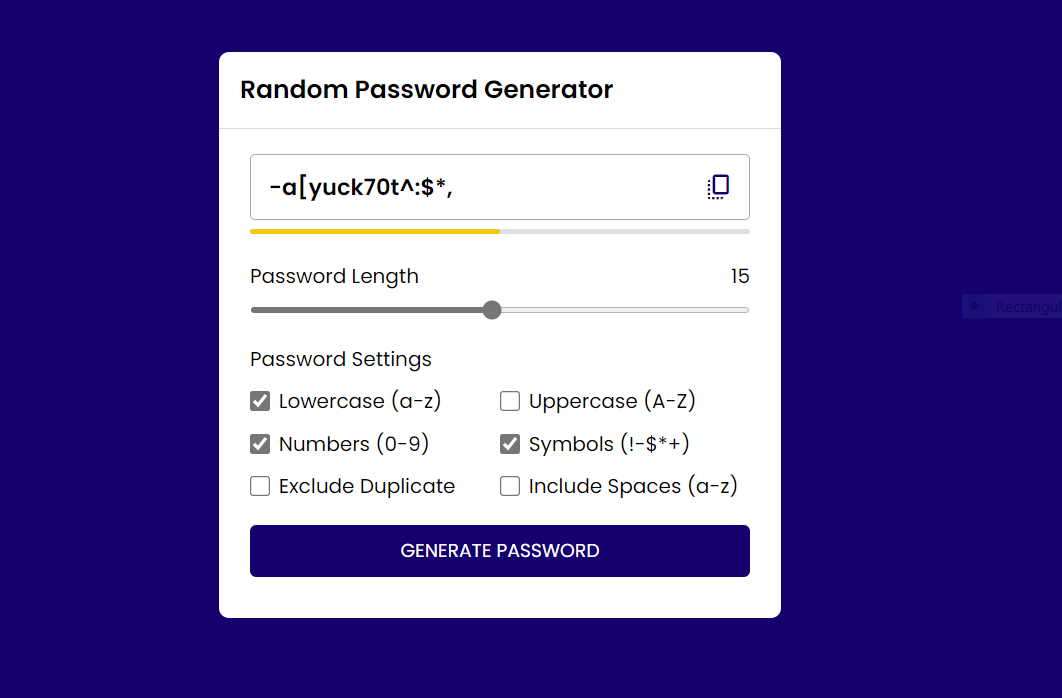 Random Password Generator
-a[yuck70t^:$*,
Password Length 15
Password Settings
Lowercase (a-z) Uppercase (A-Z)
Numbers (0-9) Symbols (!-$*+)
Exclude Duplicate Include Spaces (a-z)
GENERATE PASSWORD